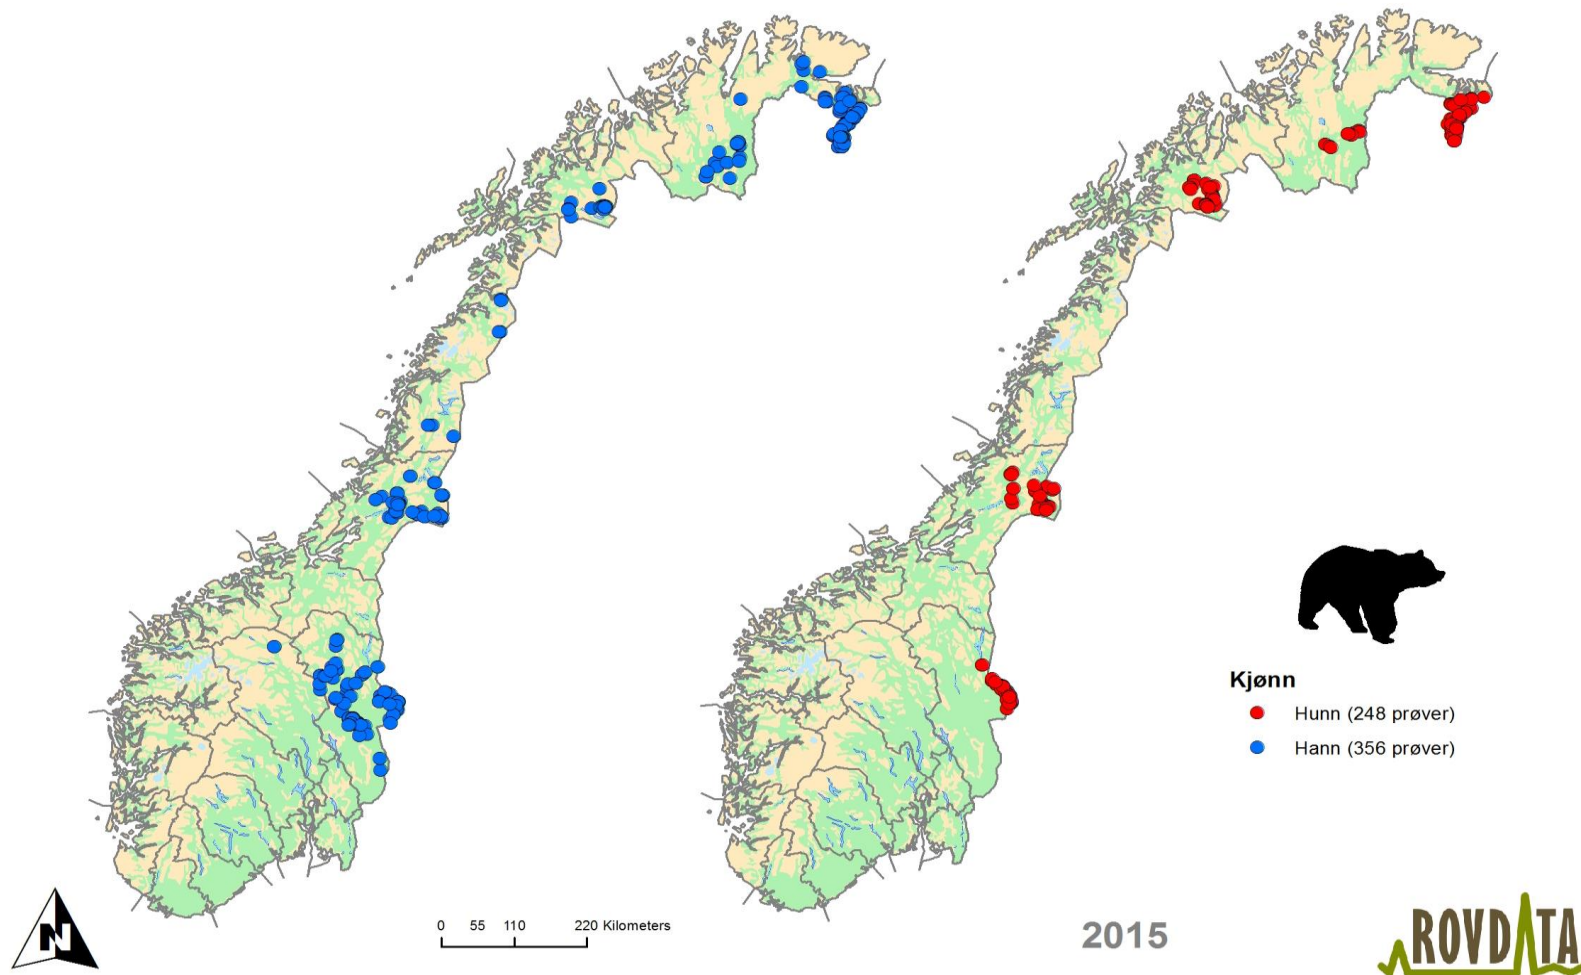 Kjønn
Hunn (248 prøver)
Hann (356 prøver)
N
0 55 110 220 Kilometers
2015
ROVDATA